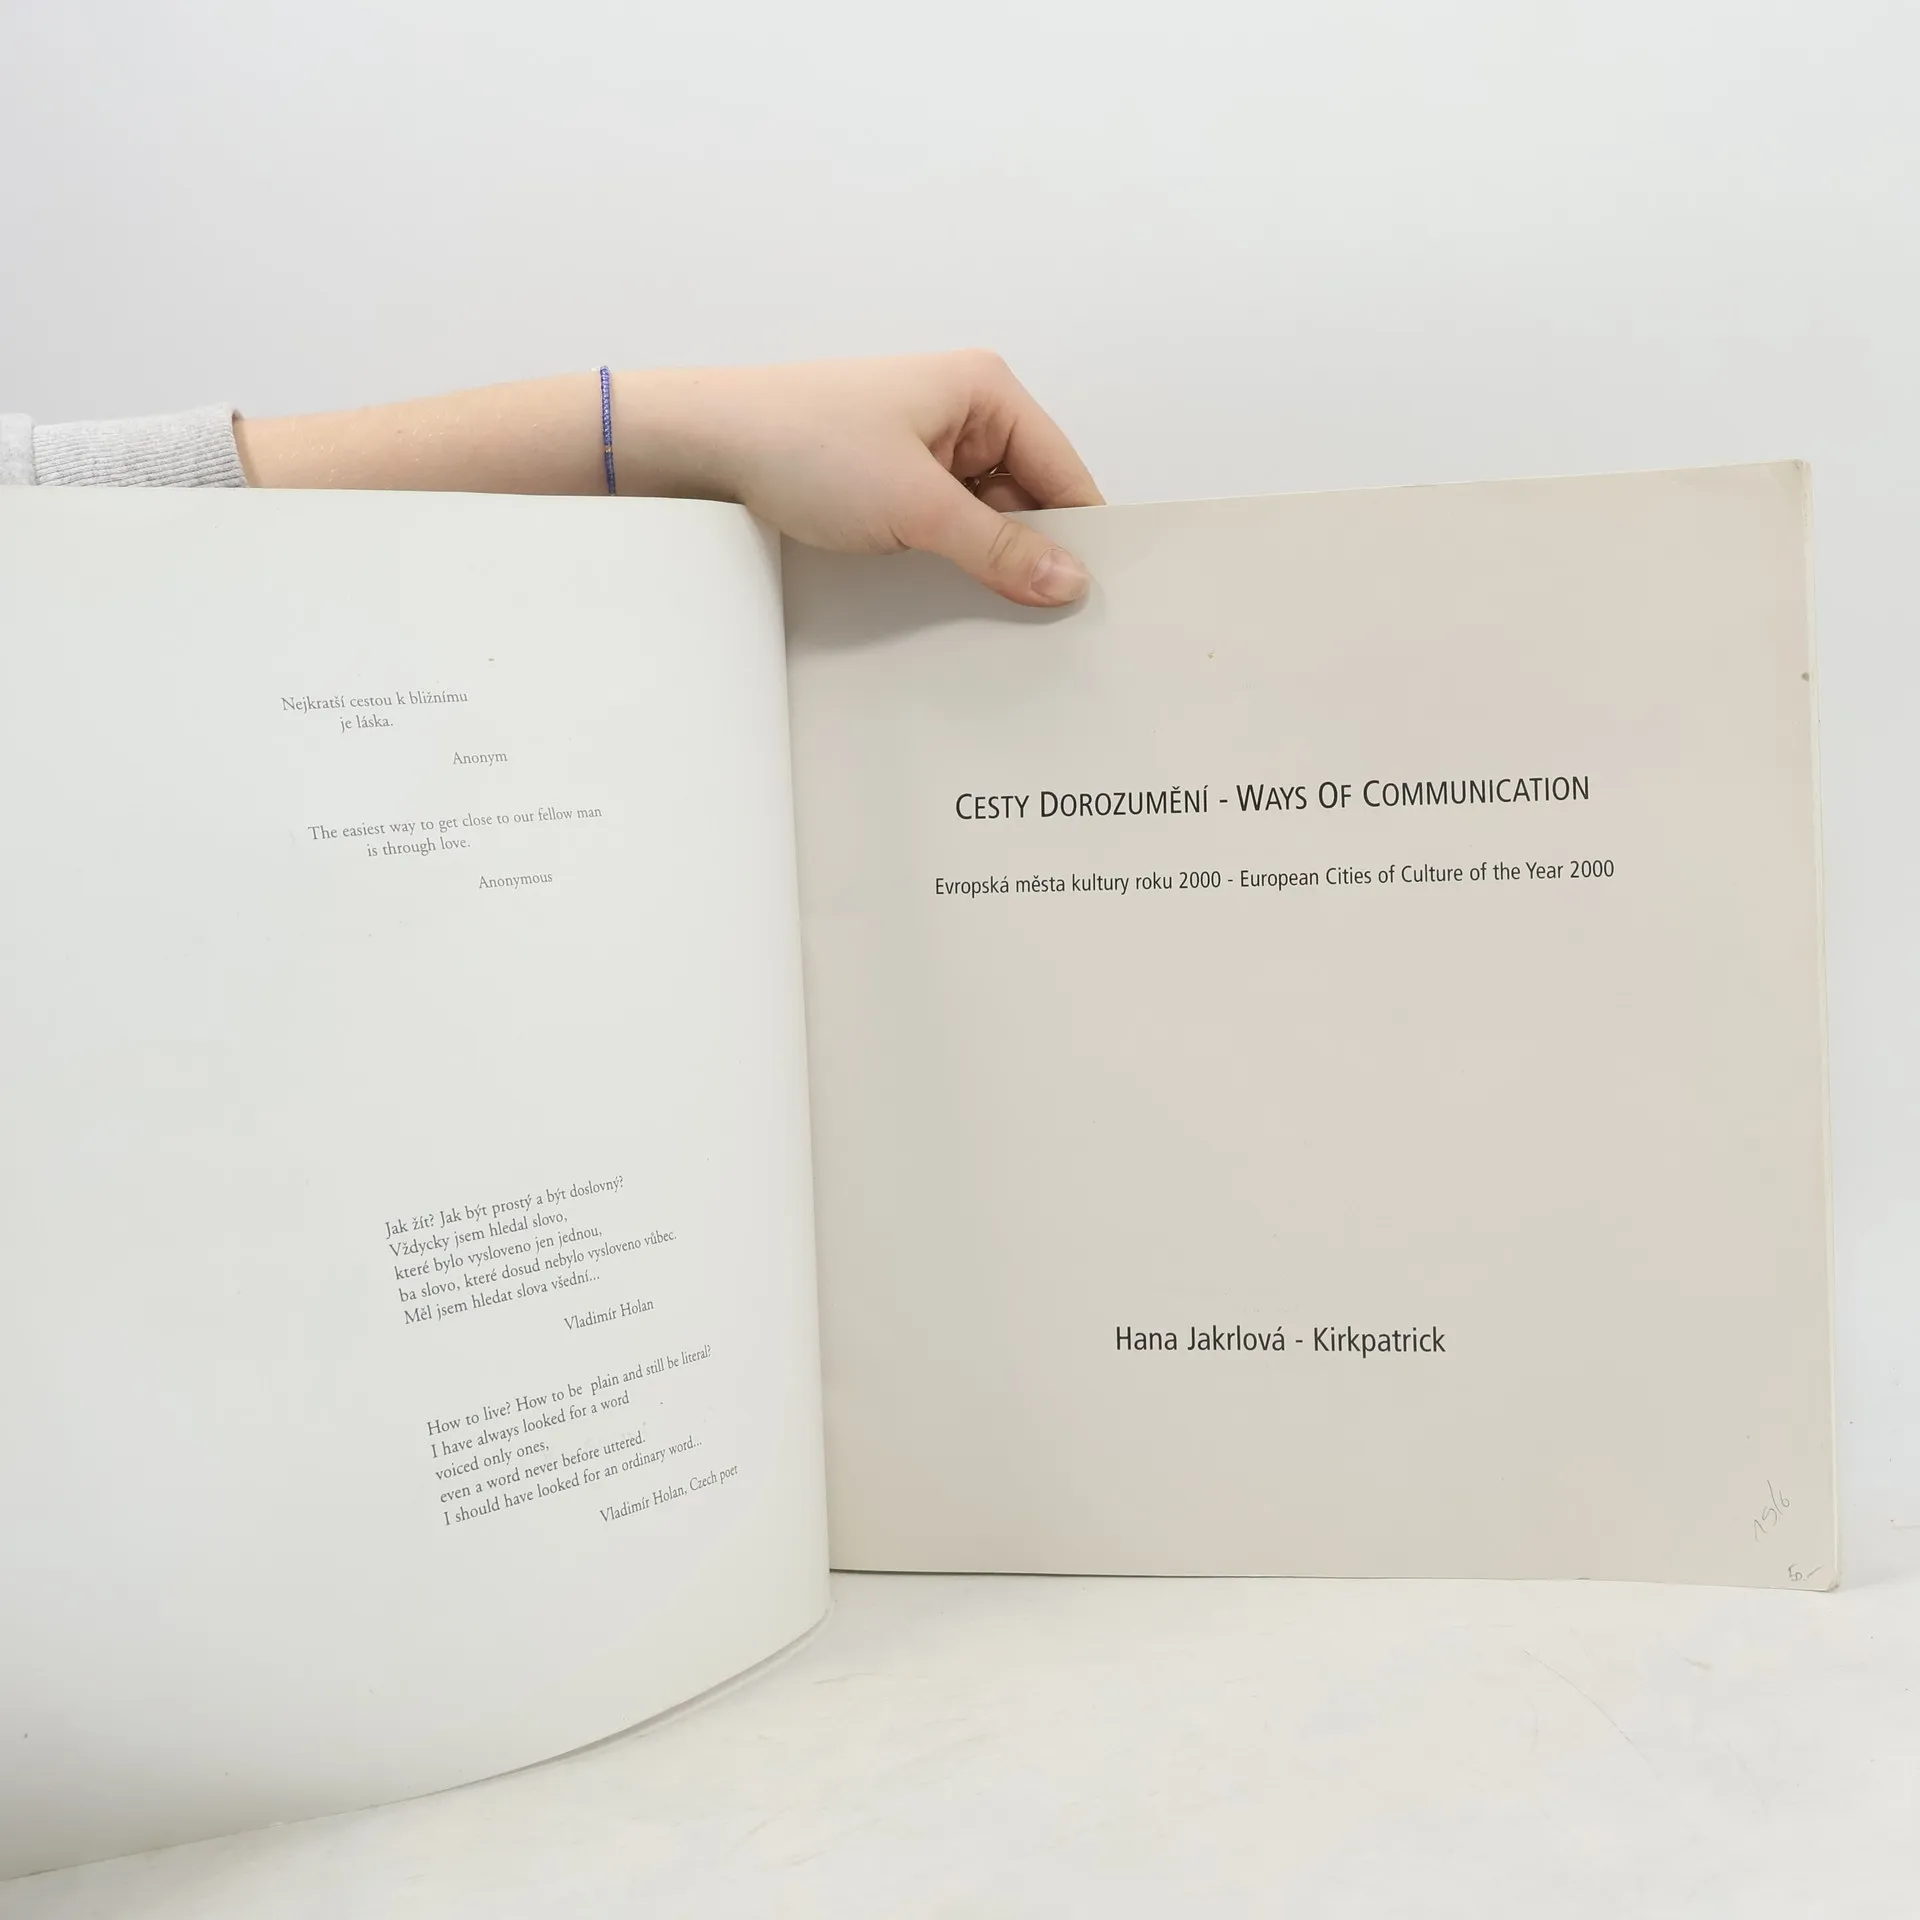 Nejkratší cestou k bližnímu
je láska.
Anonym
The easiest way to get close to our fellow man
is through love.
Anonymous
Jak žít? Jak být prostý a být doslovný?
Vždycky jsem hledal slovo,
které bylo vysloveno jen jednou,
ba slovo, které dosud nebylo vysloveno vůbec.
Měl jsem hledat slova všední...
Vladimír Holan
How to live? How to be plain and still be literal?
I have always looked for a word
voiced only ones,
even a word never before uttered.
I should have looked for an ordinary word...
Vladimír Holan, Czech poet
CESTY DOROZUMĚNÍ - WAYS OF COMMUNICATION
Evropská města kultury roku 2000 - European Cities of Culture of the Year 2000
Hana Jakrlová - Kirkpatrick
50.-